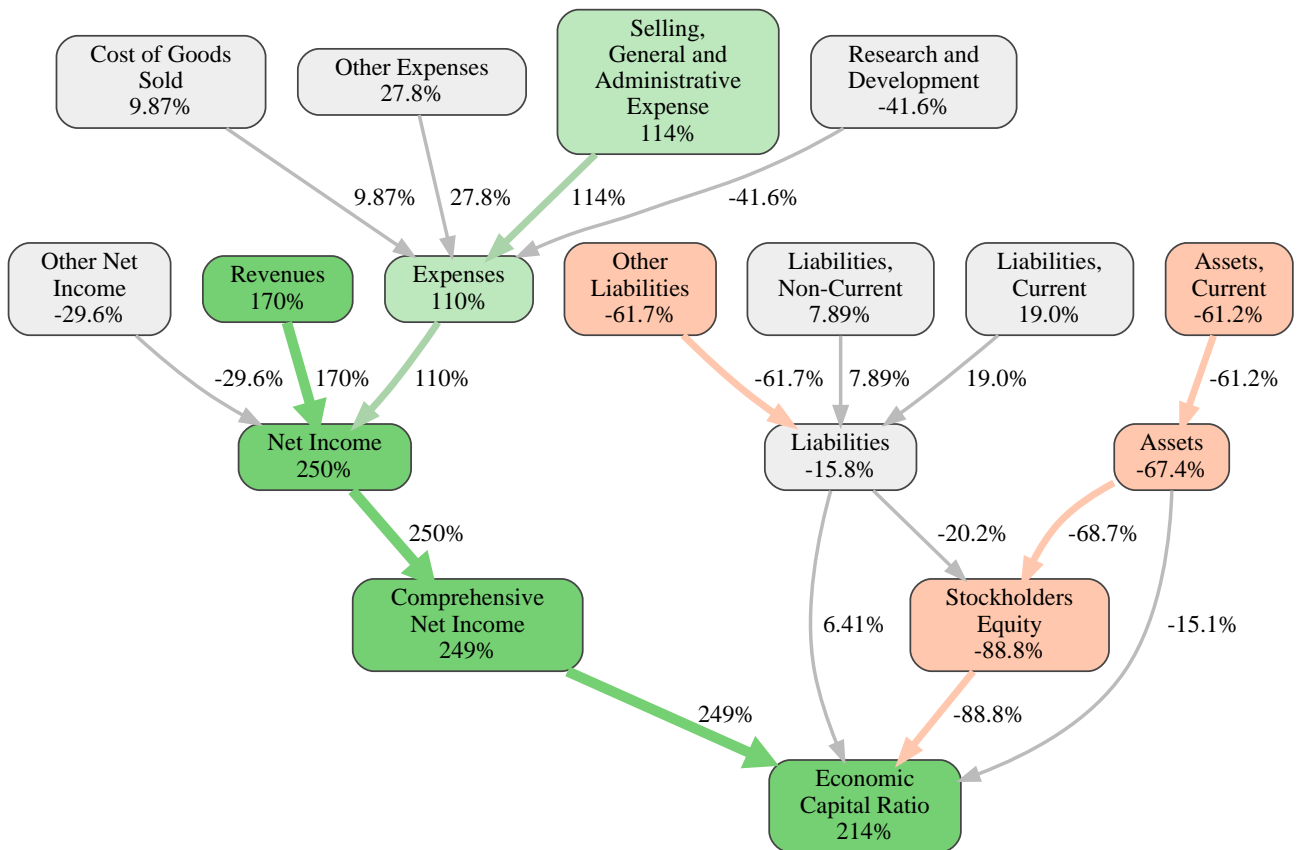 Cost of Goods
Sold
9.87%
Other Expenses
27.8%
Selling,
General and
Administrative
Expense
114%
Research and
Development
-41.6%
9.87%
27.8%
114%
-41.6%
Other Net
Income
-29.6%
Revenues
170%
Expenses
110%
Other
Liabilities
-61.7%
Liabilities,
Non-Current
7.89%
Liabilities,
Current
19.0%
Assets,
Current
-61.2%
-29.6%
170%
110%
-61.7%
7.89%
19.0%
-61.2%
Net Income
250%
Liabilities
-15.8%
Assets
-67.4%
250%
-20.2%
-68.7%
Comprehensive
Net Income
249%
6.41%
Stockholders
Equity
-88.8%
-15.1%
249%
-88.8%
Economic
Capital Ratio
214%